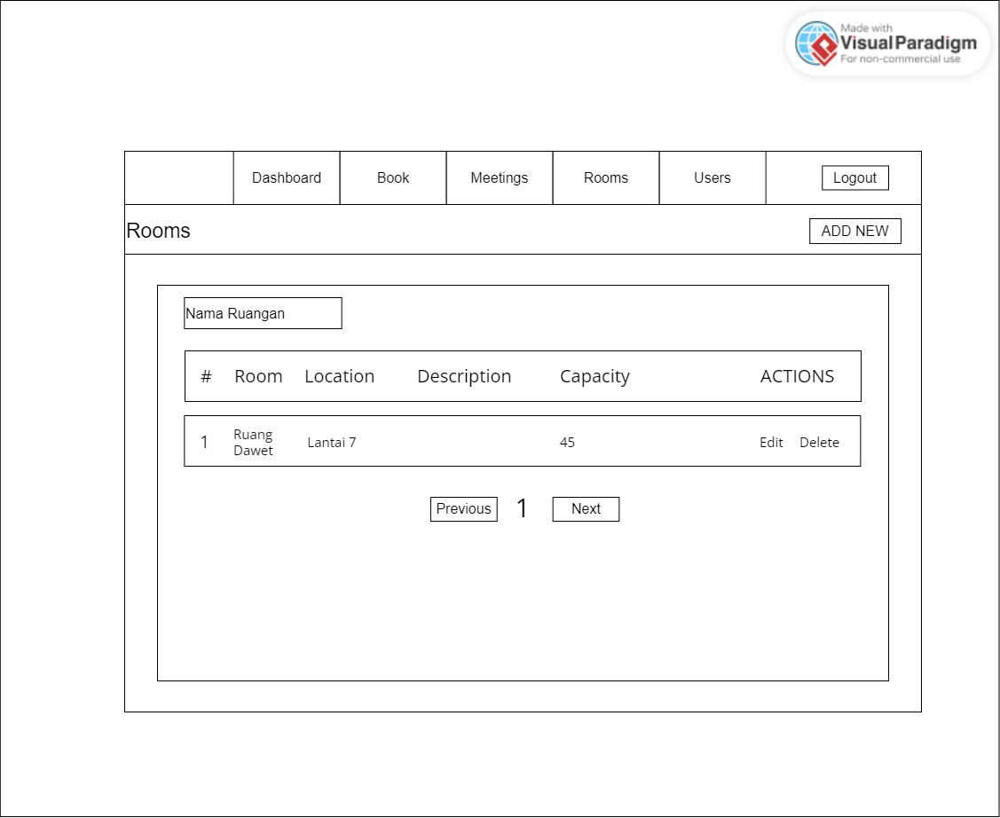 Made with
Visual Paradigm
For non-commercial use
Dashboard Book Meetings Rooms Users Logout
Rooms ADD NEW
Nama Ruangan
# Room Location Description Capacity ACTIONS
1 Ruang Dawet Lantai 7 45 Edit Delete
Previous 1 Next